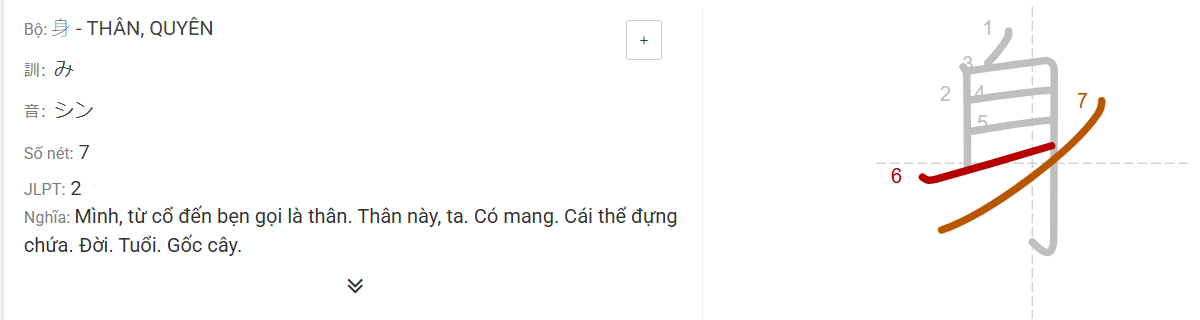 Bộ: 身 - THÂN, QUYÊN
+
訓: み
音: シン
Số nét: 7
JLPT: 2
Nghĩa: Mình, từ cổ đến bẹn gọi là thân. Thân này, ta. Có mang. Cái thể đựng
chứa. Đời. Tuổi. Gốc cây.
身
1
2
3
4
5
6
7